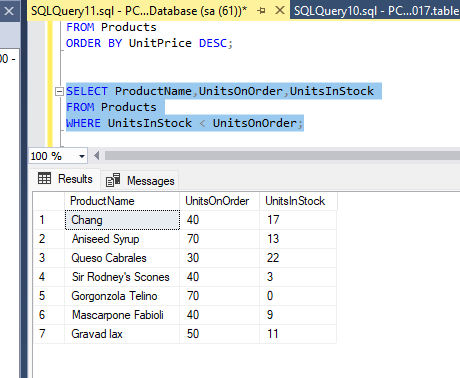 SQLQuery11.sql - PC...Database (sa (61))* SQLQuery10.sql - PC...017.table
FROM Products
ORDER BY UnitPrice DESC;
00 -
SELECT ProductName,UnitsOnOrder,UnitsInStock
FROM Products
WHERE UnitsInStock < UnitsOnOrder;
100 %
Results Messages
ProductName UnitsOnOrder UnitsInStock
1 Chang 40 17
2 Aniseed Syrup 70 13
3 Queso Cabrales 30 22
4 Sir Rodney's Scones 40 3
5 Gorgonzola Telino 70 0
6 Mascarpone Fabioli 40 9
7 Gravad lax 50 11